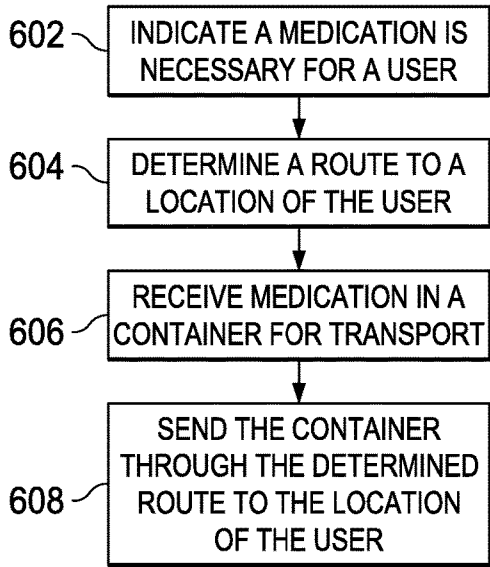 602
INDICATE A MEDICATION IS
NECESSARY FOR A USER
604
DETERMINE A ROUTE TO A
LOCATION OF THE USER
606
RECEIVE MEDICATION IN A
CONTAINER FOR TRANSPORT
608
SEND THE CONTAINER
THROUGH THE DETERMINED
ROUTE TO THE LOCATION
OF THE USER